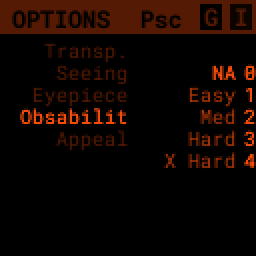 OPTIONS Psc G I
Transp.
Seeing NA 0
Eyepiece Easy 1
Obsabilit Med 2
Appeal Hard 3
X Hard 4